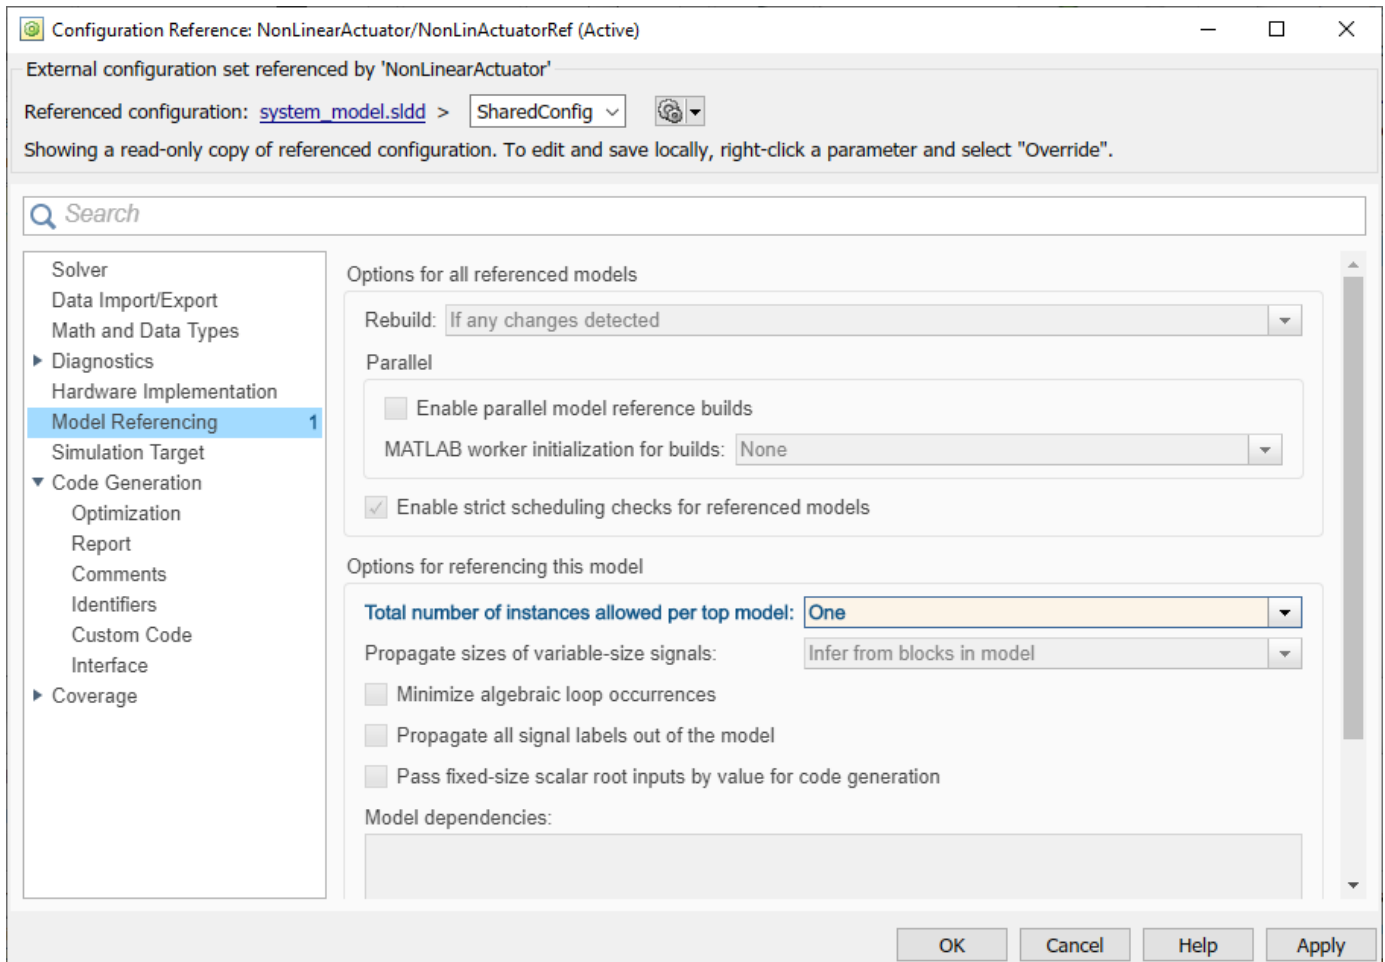 Configuration Reference: NonLinearActuator/NonLinActuatorRef (Active)
External configuration set referenced by 'NonLinearActuator'
Referenced configuration: system_model.sldd > SharedConfig
Showing a read-only copy of referenced configuration. To edit and save locally, right-click a parameter and select "Override".
Search
Solver
Data Import/Export
Math and Data Types
Diagnostics
Hardware Implementation
Model Referencing 1
Simulation Target
Code Generation
Optimization
Report
Comments
Identifiers
Custom Code
Interface
Coverage
Options for all referenced models
Rebuild: If any changes detected
Parallel
Enable parallel model reference builds
MATLAB worker initialization for builds: None
Enable strict scheduling checks for referenced models
Options for referencing this model
Total number of instances allowed per top model: One
Propagate sizes of variable-size signals: Infer from blocks in model
Minimize algebraic loop occurrences
Propagate all signal labels out of the model
Pass fixed-size scalar root inputs by value for code generation
Model dependencies:
OK Cancel Help Apply